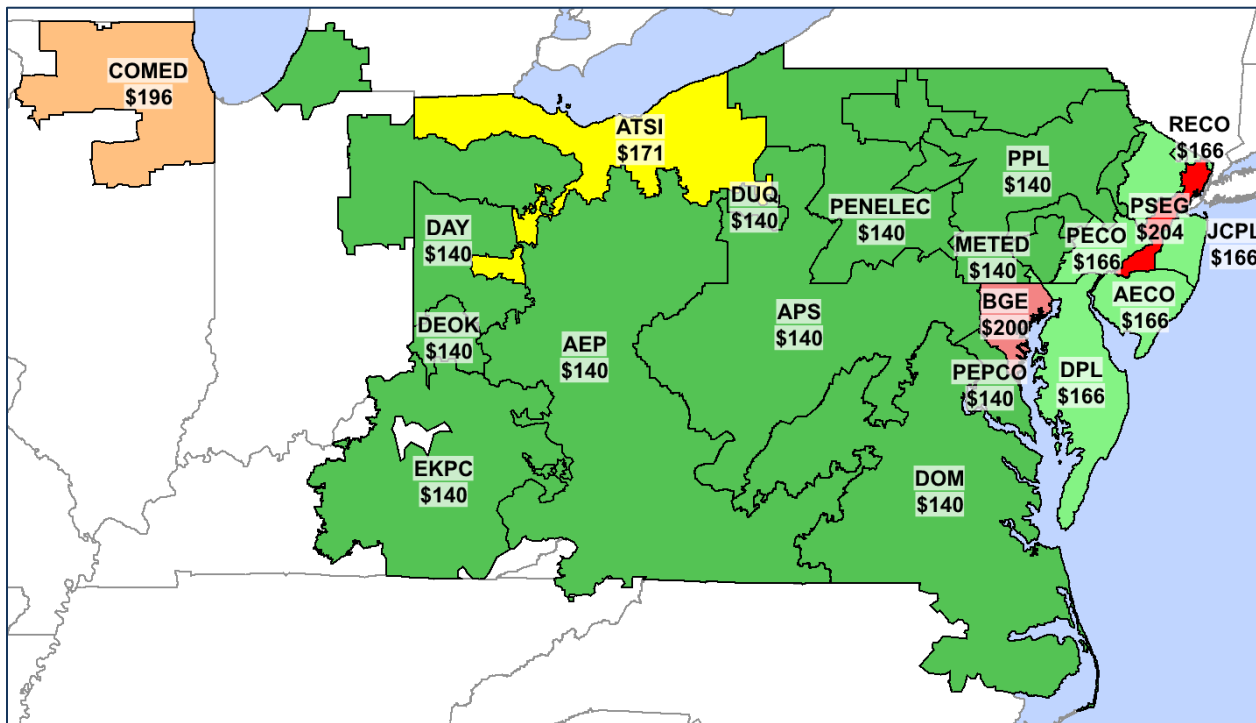 COMED
$196
ATSI
$171
RECO
$166
PPL
$140
DUQ
$140
PENELEC
$140
PSEG
$204
JCPL
$166
DAY
$140
METED
$140
PECO
$166
BGE
$200
AECO
$166
APS
$140
DEOK
$140
AEP
$140
PEPCO
$140
DPL
$166
EKPC
$140
DOM
$140